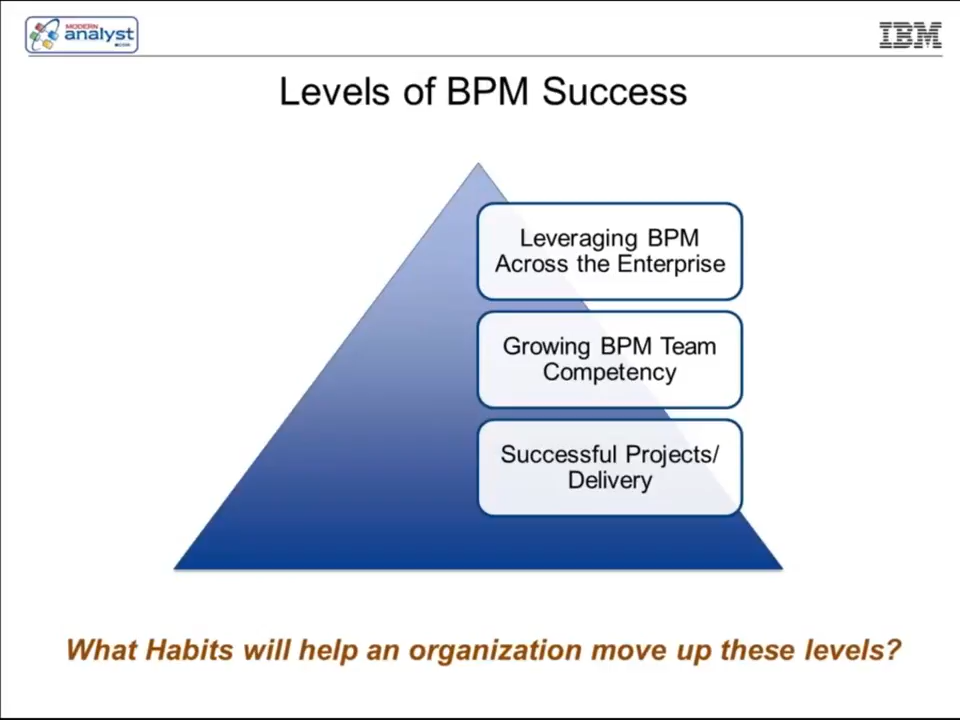 MODERN
analyst
.COM
IBM
Levels of BPM Success
Leveraging BPM
Across the Enterprise
Growing BPM Team
Competency
Successful Projects/
Delivery
What Habits will help an organization move up these levels?